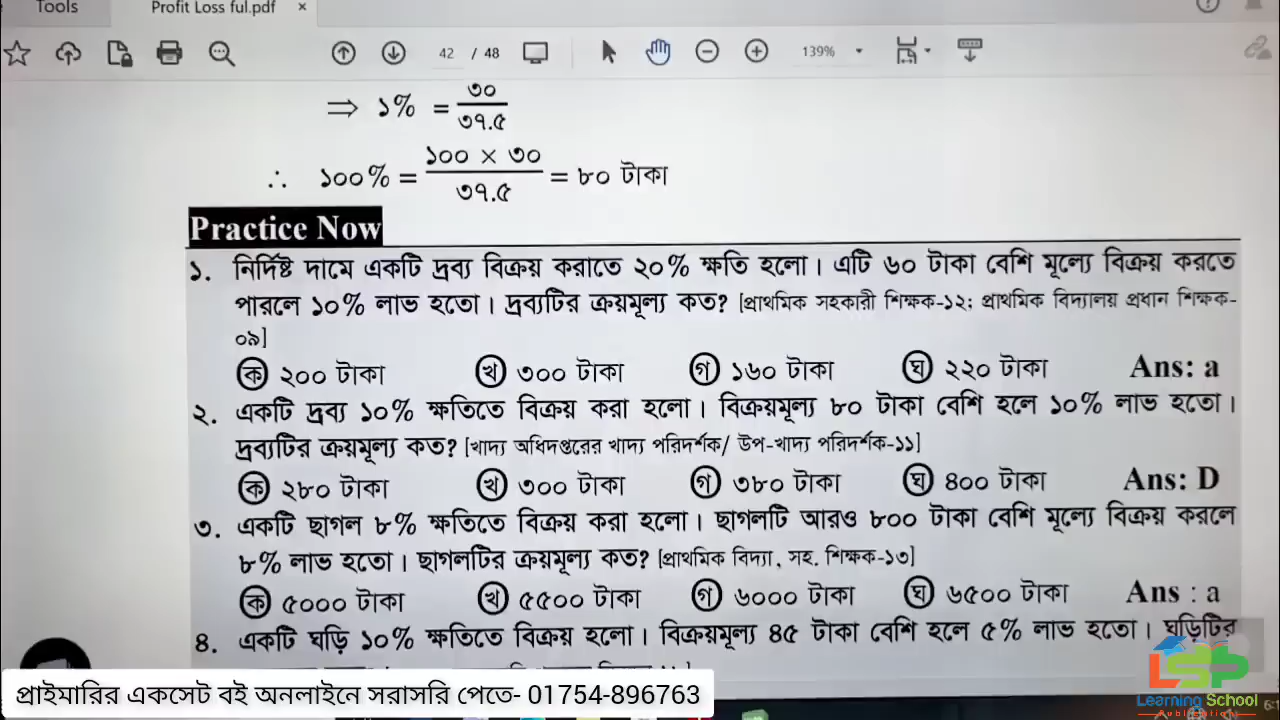 Tools Profit Loss ful.pdf ×
42 / 48 139%
⇒ ১% = ৩০/৩৭.৫
∴ ১০০% = ১০০ × ৩০/৩৭.৫ = ৮০ টাকা
Practice Now
১. নির্দিষ্ট দামে একটি দ্রব্য বিক্রয় করাতে ২০% ক্ষতি হলো। এটি ৬০ টাকা বেশি মূল্যে বিক্রয় করতে
পারলে ১০% লাভ হতো। দ্রব্যটির ক্রয়মূল্য কত? [প্রাথমিক সহকারী শিক্ষক-১২; প্রাথমিক বিদ্যালয় প্রধান শিক্ষক-
০৯]
ক ২০০ টাকা খ ৩০০ টাকা গ ১৬০ টাকা ঘ ২২০ টাকা Ans: a
২. একটি দ্রব্য ১০% ক্ষতিতে বিক্রয় করা হলো। বিক্রয়মূল্য ৮০ টাকা বেশি হলে ১০% লাভ হতো।
দ্রব্যটির ক্রয়মূল্য কত? [খাদ্য অধিদপ্তরের খাদ্য পরিদর্শক/ উপ-খাদ্য পরিদর্শক-১১]
ক ২৮০ টাকা খ ৩০০ টাকা গ ৩৮০ টাকা ঘ ৪০০ টাকা Ans: D
৩. একটি ছাগল ৮% ক্ষতিতে বিক্রয় করা হলো। ছাগলটি আরও ৮০০ টাকা বেশি মূল্যে বিক্রয় করলে
৮% লাভ হতো। ছাগলটির ক্রয়মূল্য কত? [প্রাথমিক বিদ্যা, সহ. শিক্ষক-১৩]
ক ৫০০০ টাকা খ ৫৫০০ টাকা গ ৬০০০ টাকা ঘ ৬৫০০ টাকা Ans : a
৪. একটি ঘড়ি ১০% ক্ষতিতে বিক্রয় হলো। বিক্রয়মূল্য ৪৫ টাকা বেশি হলে ৫% লাভ হতো। ঘড়িটির
প্রাইমারির একসেট বই অনলাইনে সরাসরি পেতে- 01754-896763
LSP
Learning School
Publications